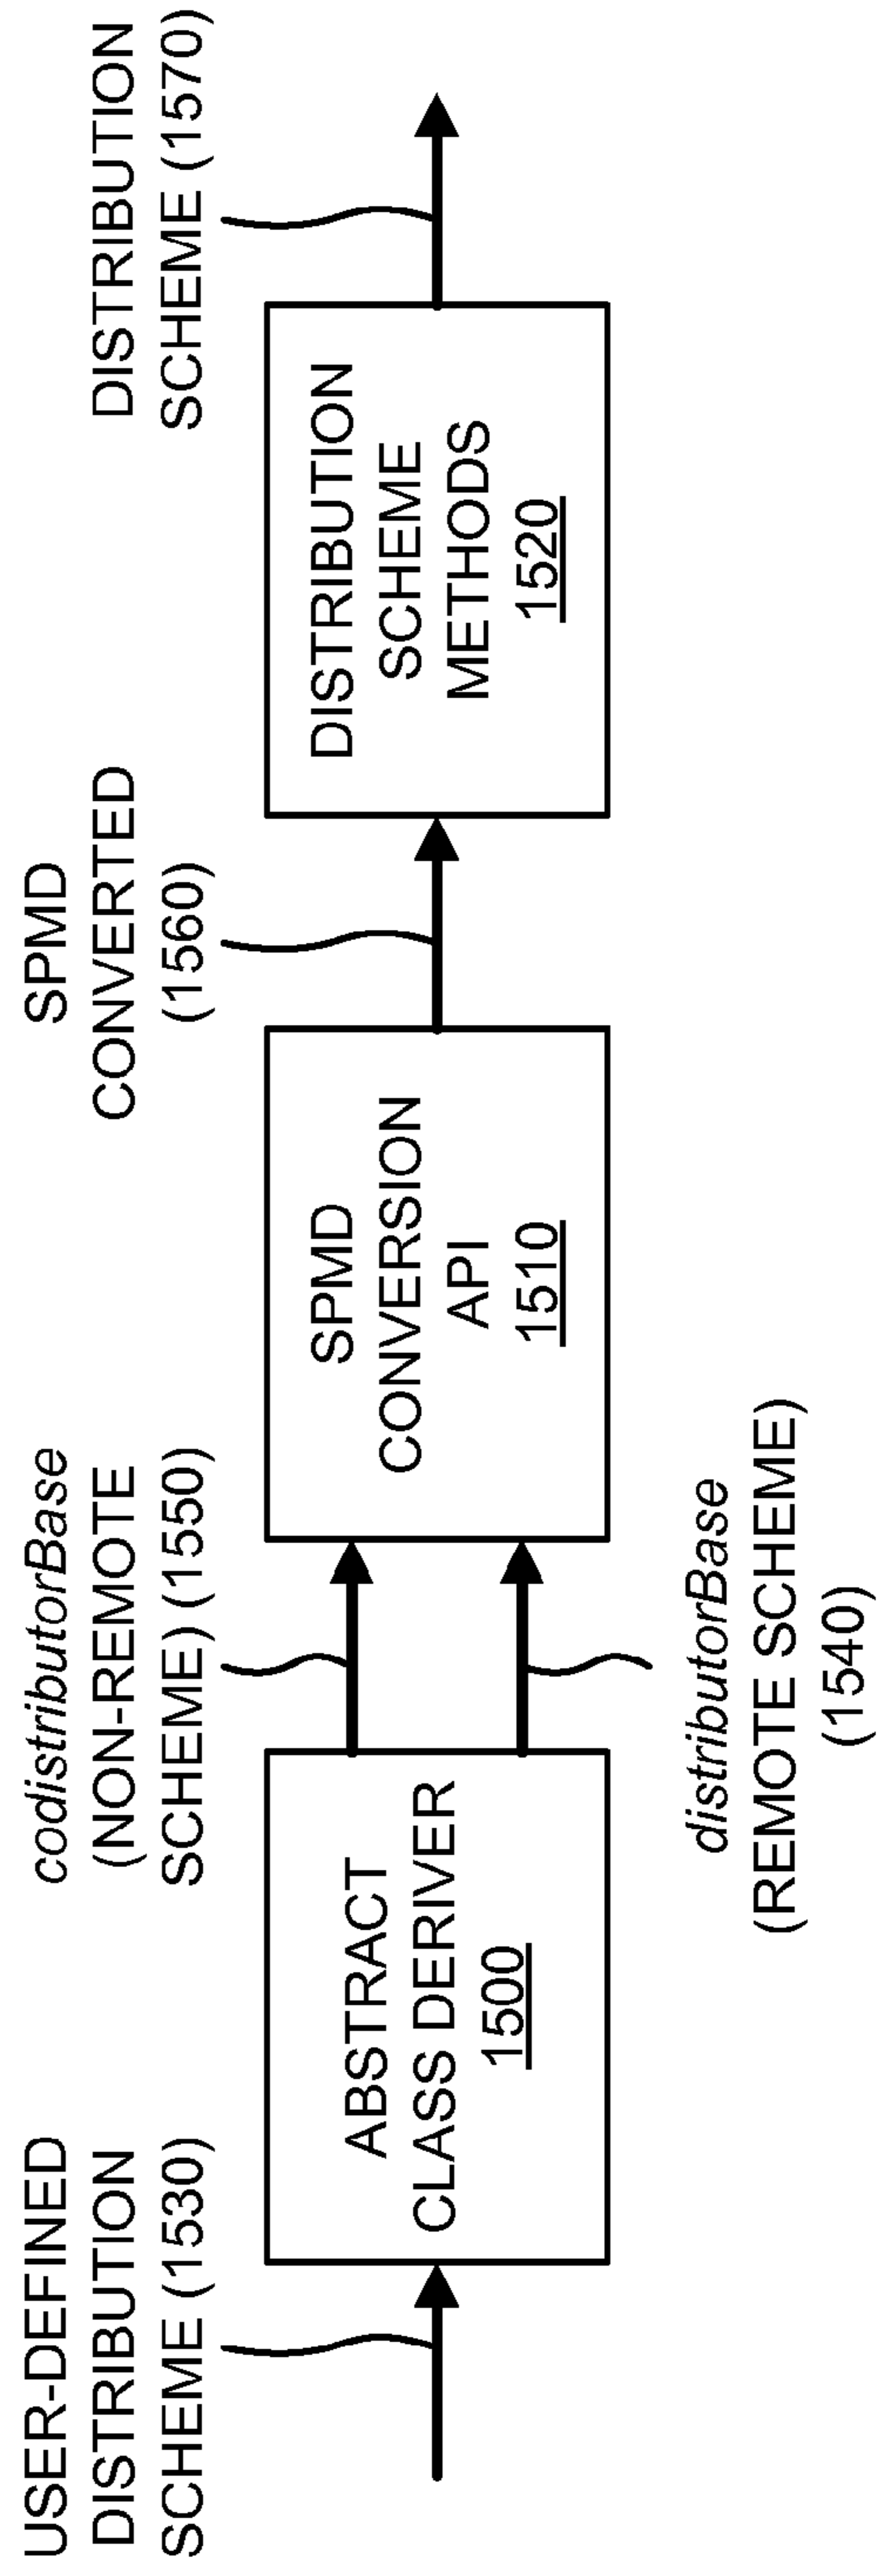 USER-DEFINED
DISTRIBUTION
SCHEME (1530)
ABSTRACT
CLASS DERIVER
1500
codistributorBase
(NON-REMOTE
SCHEME) (1550)
distributorBase
(REMOTE SCHEME)
(1540)
SPMD
CONVERSION
API
1510
SPMD
CONVERTED
(1560)
DISTRIBUTION
SCHEME
METHODS
1520
DISTRIBUTION
SCHEME (1570)